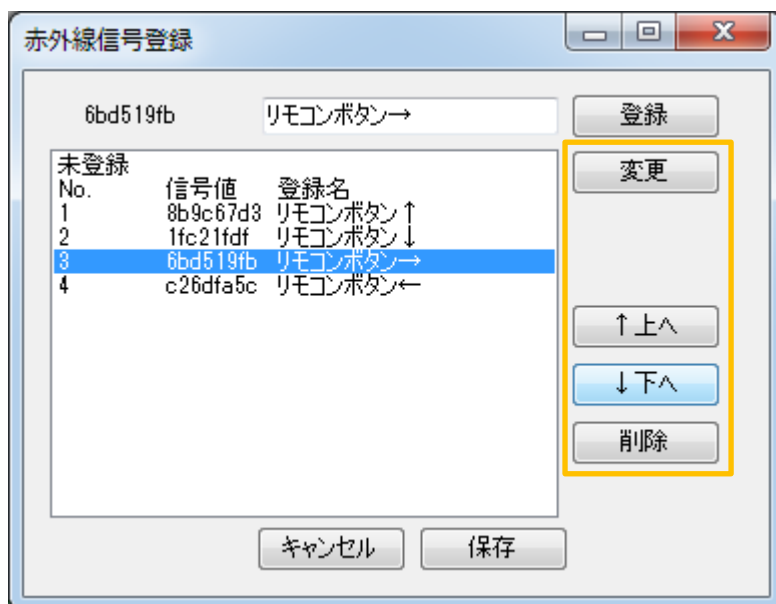 赤外線信号登録
6bd519fb リモコンボタン→ 登録
未登録 変更
No. 信号値 登録名
1 8b9c67d3 リモコンボタン↑
2 1fc21fdf リモコンボタン↓
3 6bd519fb リモコンボタン→
4 c26dfa5c リモコンボタン←
↑上へ
↓下へ
削除
キャンセル 保存